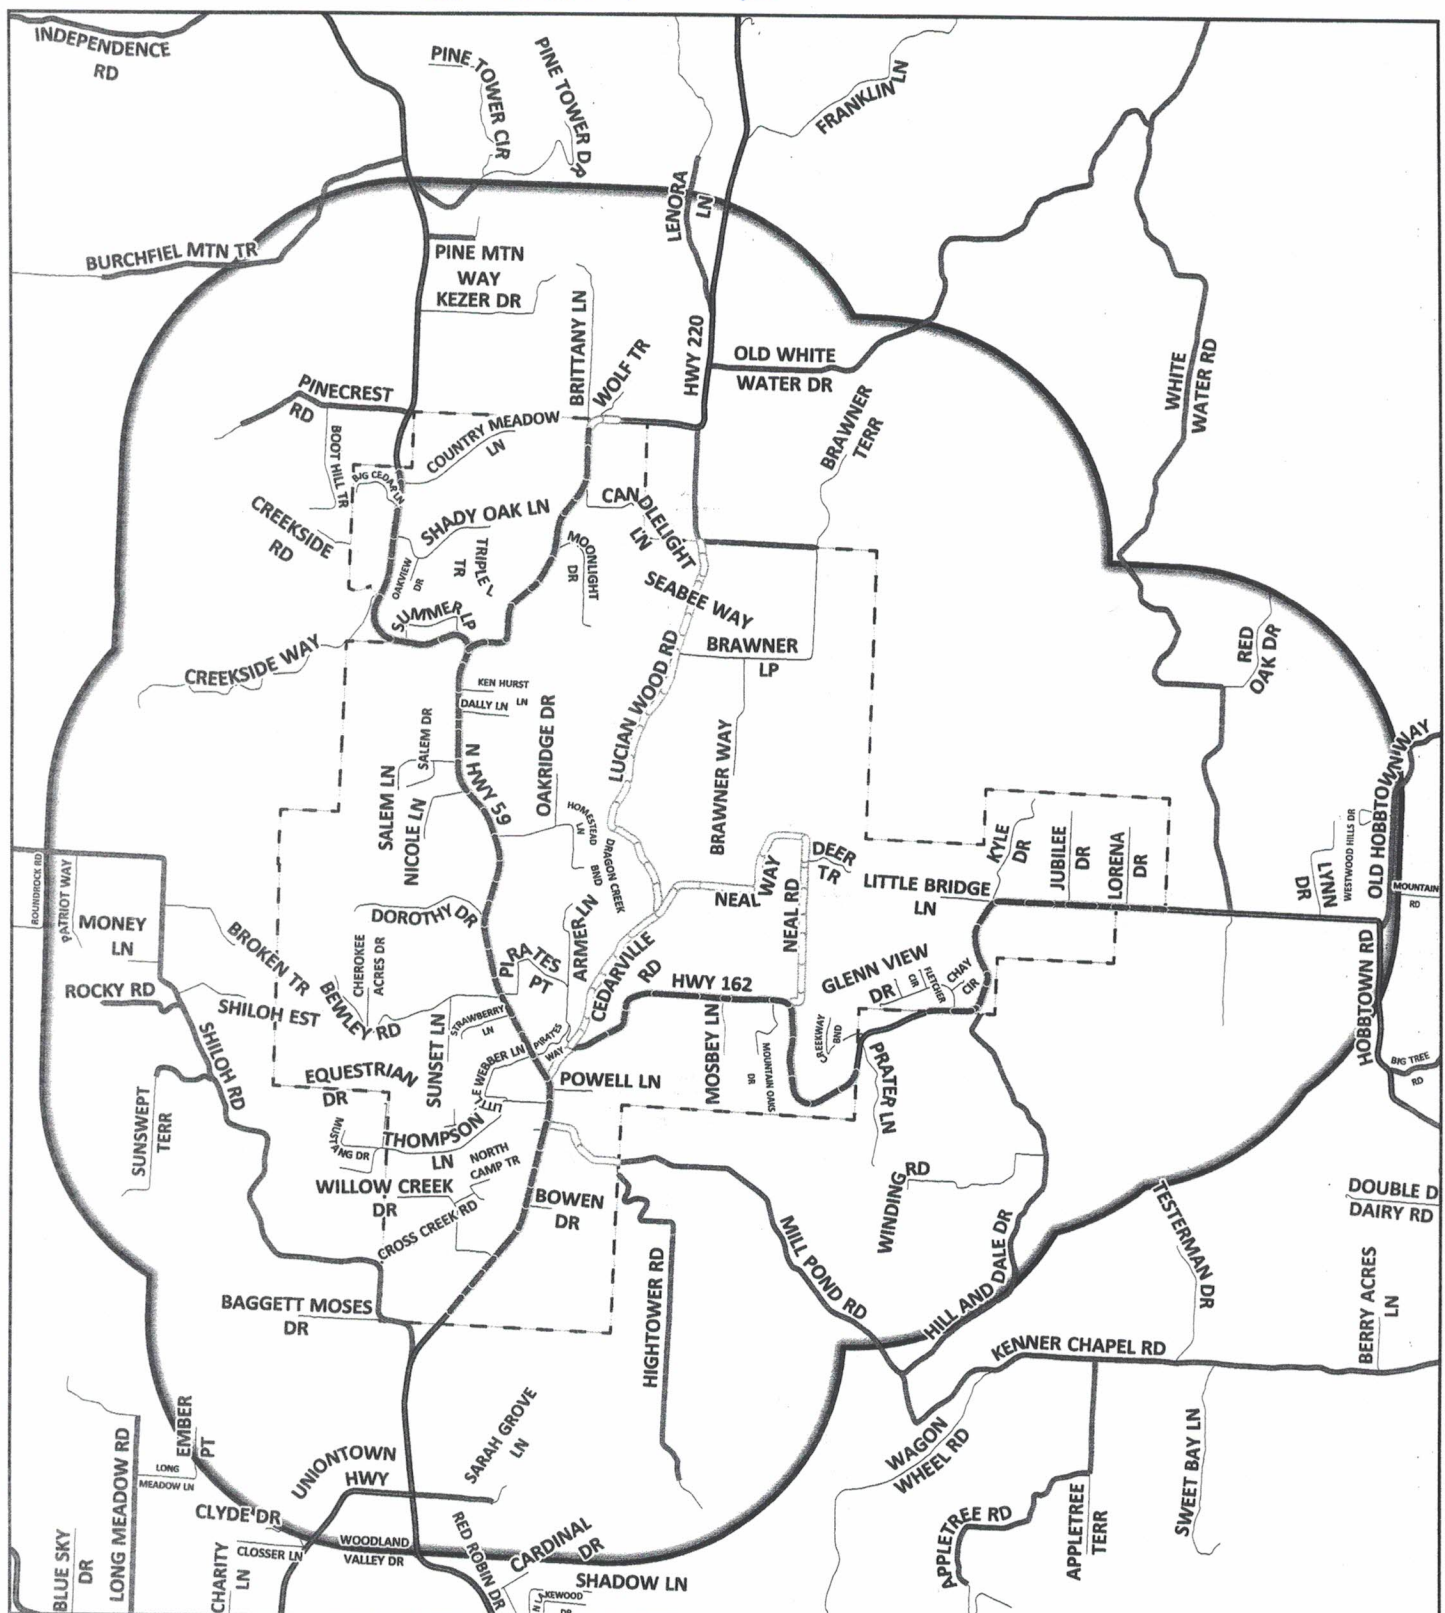 INDEPENDENCE
RD
PINE TOWER CIR
PINE TOWER DR
FRANKLIN LN
LENORA
LN
BURCHFIEL MTN TR
PINE MTN
WAY
KEZER DR
BRITTANY LN
WOLF TR
HWY 220
OLD WHITE
WATER DR
WHITE
WATER RD
PINECREST
RD
BOOT HILL TR
COUNTRY MEADOW
LN
BRAWNER
TERR
BIG CEDAR LN
CREEKSIDE
RD
SHADY OAK LN
CANDLELIGHT
LN
OAKVIEW
DR
TRIPLE L
TR
MOONLIGHT
DR
SEABEE WAY
SUMMER LP
CREEKSIDE WAY
BRAWNER
LP
RED
OAK DR
KEN HURST
LN
DALLY LN
LUCIAN WOOD RD
SALEM DR
SALEM LN
NICOLE LN
N HWY 59
OAKRIDGE DR
HOMESTEAD
LN
DRAGON CREEK
BND
BRAWNER WAY
OLD HOBBTOWN WAY
KYLE
DR
JUBILEE
DR
LORENA
DR
LYNN
DR
WESTWOOD HILLS DR
MOUNTAIN
RD
DEER
TR
LITTLE BRIDGE
LN
NEAL WAY
NEAL RD
ROUNDROCK RD
PATRIOT WAY
MONEY
LN
BROKEN TR
DOROTHY DR
CHEROKEE
ACRES DR
PIRATES
PT
ARMER LN
CEDARVILLE
RD
HWY 162
GLENN VIEW
DR
FLETCHER
CIR
CHAY
CIR
HOBBTOWN RD
ROCKY RD
SHILOH EST
BEWLEY RD
STRAWBERRY
LN
SUNSET LN
PIRATES
WAY
MOSBEY LN
MOUNTAIN OAKS
DR
CREEKWAY
BND
PRATER LN
BIG TREE
RD
SHILOH RD
EQUESTRIAN
DR
LITTLE WEBBER LN
POWELL LN
SUNSWEPT
TERR
MUSTANG DR
THOMPSON
LN
NORTH
CAMP TR
WILLOW CREEK
DR
CROSS CREEK RD
BOWEN
DR
WINDING RD
DOUBLE D
DAIRY RD
TESTERMAN DR
MILL POND RD
HIGHTOWER RD
HILL AND DALE DR
BERRY ACRES
LN
BAGGETT MOSES
DR
KENNER CHAPEL RD
EMBER
PT
LONG MEADOW RD
LONG
MEADOW LN
UNIONTOWN
HWY
SARAH GROVE
LN
WAGON
WHEEL RD
SWEET BAY LN
CLYDE DR
APPLETREE RD
APPLETREE
TERR
BLUE SKY
DR
CHARITY
LN
CLOSSER LN
WOODLAND
VALLEY DR
RED ROBIN DR
CARDINAL
DR
SHADOW LN